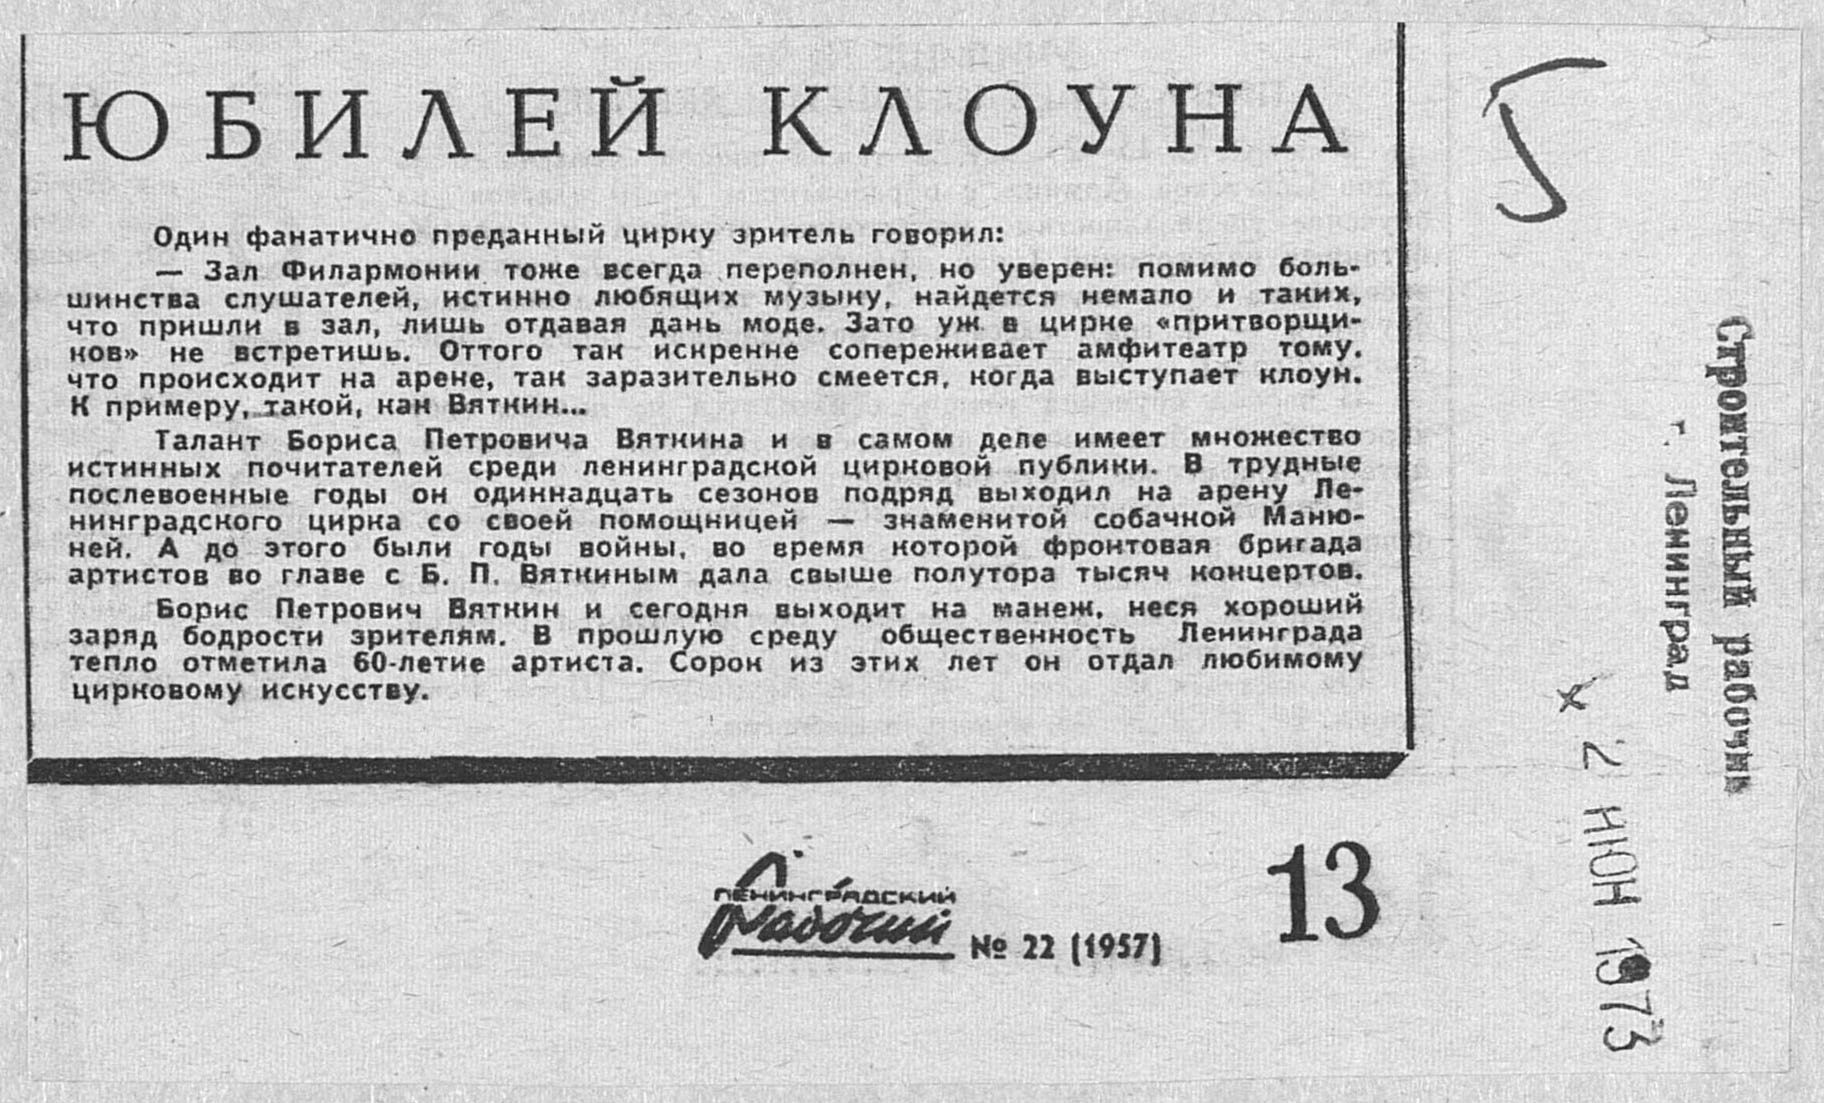 ЮБИЛЕЙ КЛОУНА
Один фанатично преданный цирку зритель говорил:
— Зал Филармонии тоже всегда переполнен, но уверен: помимо боль-
шинства слушателей, истинно любящих музыку, найдется немало и таких,
что пришли в зал, лишь отдавая дань моде. Зато уж в цирке «притворщи-
ков» не встретишь. Оттого так искренне сопереживает амфитеатр тому,
что происходит на арене, так заразительно смеется, когда выступает клоун.
К примеру, такой, как Вяткин...
Талант Бориса Петровича Вяткина и в самом деле имеет множество
истинных почитателей среди ленинградской цирковой публики. В трудные
послевоенные годы он одиннадцать сезонов подряд выходил на арену Ле-
нинградского цирка со своей помощницей — знаменитой собачкой Маню-
ней. А до этого были годы войны, во время которой фронтовая бригада
артистов во главе с Б. П. Вяткиным дала свыше полутора тысяч концертов.
Борис Петрович Вяткин и сегодня выходит на манеж, неся хороший
заряд бодрости зрителям. В прошлую среду общественность Ленинграда
тепло отметила 60-летие артиста. Сорок из этих лет он отдал любимому
цирковому искусству.
ЛЕНИНГРАДСКИЙ
Рабочий № 22 (1957)
13
Строительный рабочий
г. Ленинград
2 ИЮН 1973